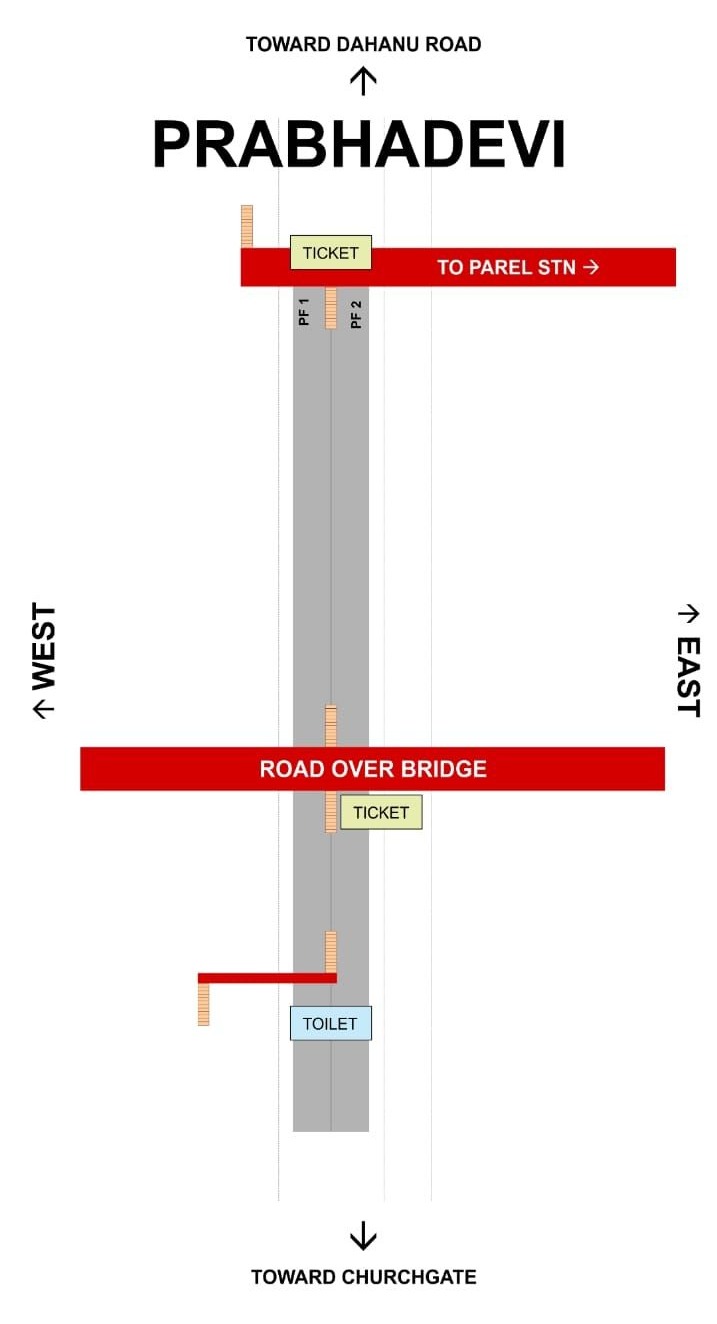 TOWARD DAHANU ROAD
↑
PRABHADEVI
TICKET
TO PAREL STN →
PF 1
PF 2
← WEST
→ EAST
ROAD OVER BRIDGE
TICKET
TOILET
↓
TOWARD CHURCHGATE